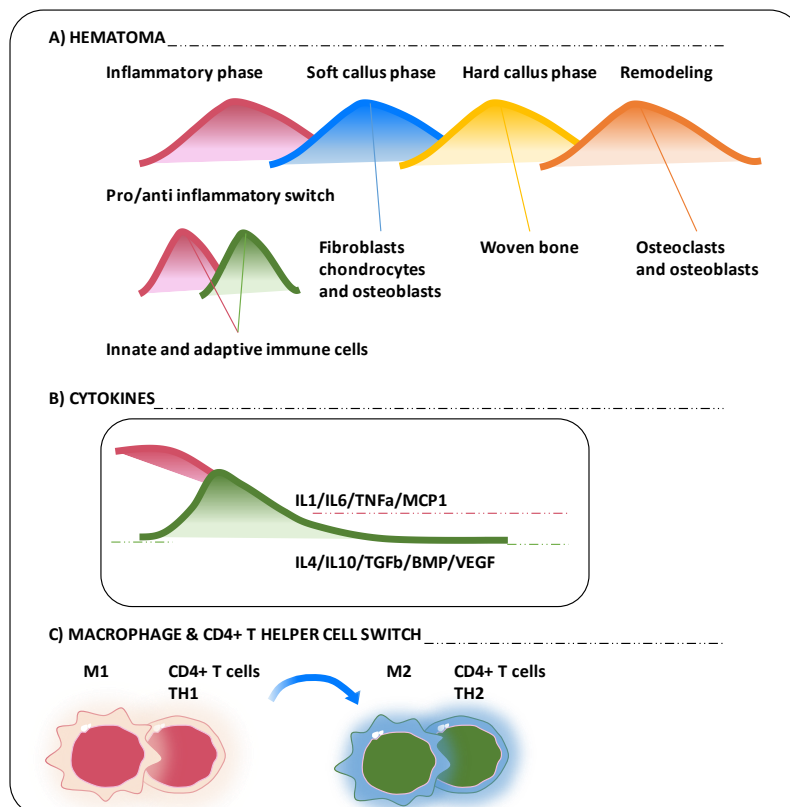 A) HEMATOMA
Inflammatory phase Soft callus phase Hard callus phase Remodeling
Pro/anti inflammatory switch
Fibroblasts
chondrocytes
and osteoblasts
Woven bone
Osteoclasts
and osteoblasts
Innate and adaptive immune cells
B) CYTOKINES
IL1/IL6/TNFa/MCP1
IL4/IL10/TGFb/BMP/VEGF
C) MACROPHAGE & CD4+ T HELPER CELL SWITCH
M1
CD4+ T cells
TH1
M2
CD4+ T cells
TH2